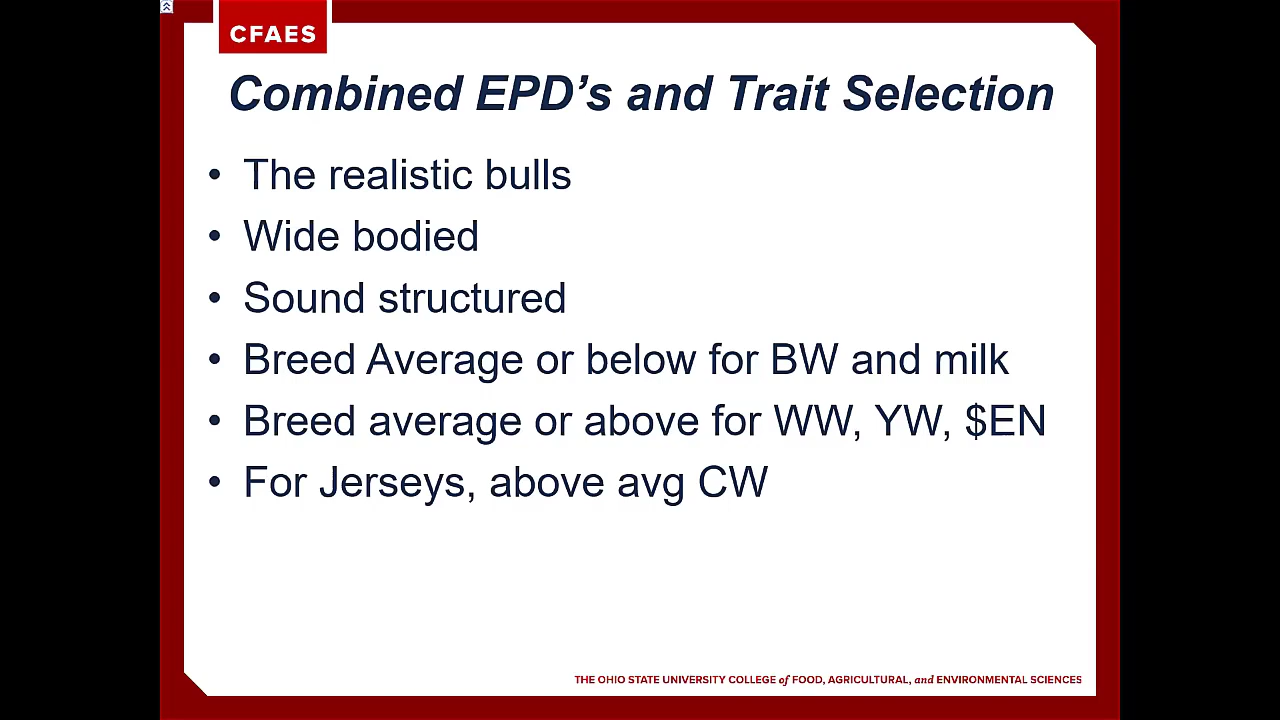 CFAES
Combined EPD’s and Trait Selection
• The realistic bulls
• Wide bodied
• Sound structured
• Breed Average or below for BW and milk
• Breed average or above for WW, YW, $EN
• For Jerseys, above avg CW
THE OHIO STATE UNIVERSITY COLLEGE of FOOD, AGRICULTURAL, and ENVIRONMENTAL SCIENCES